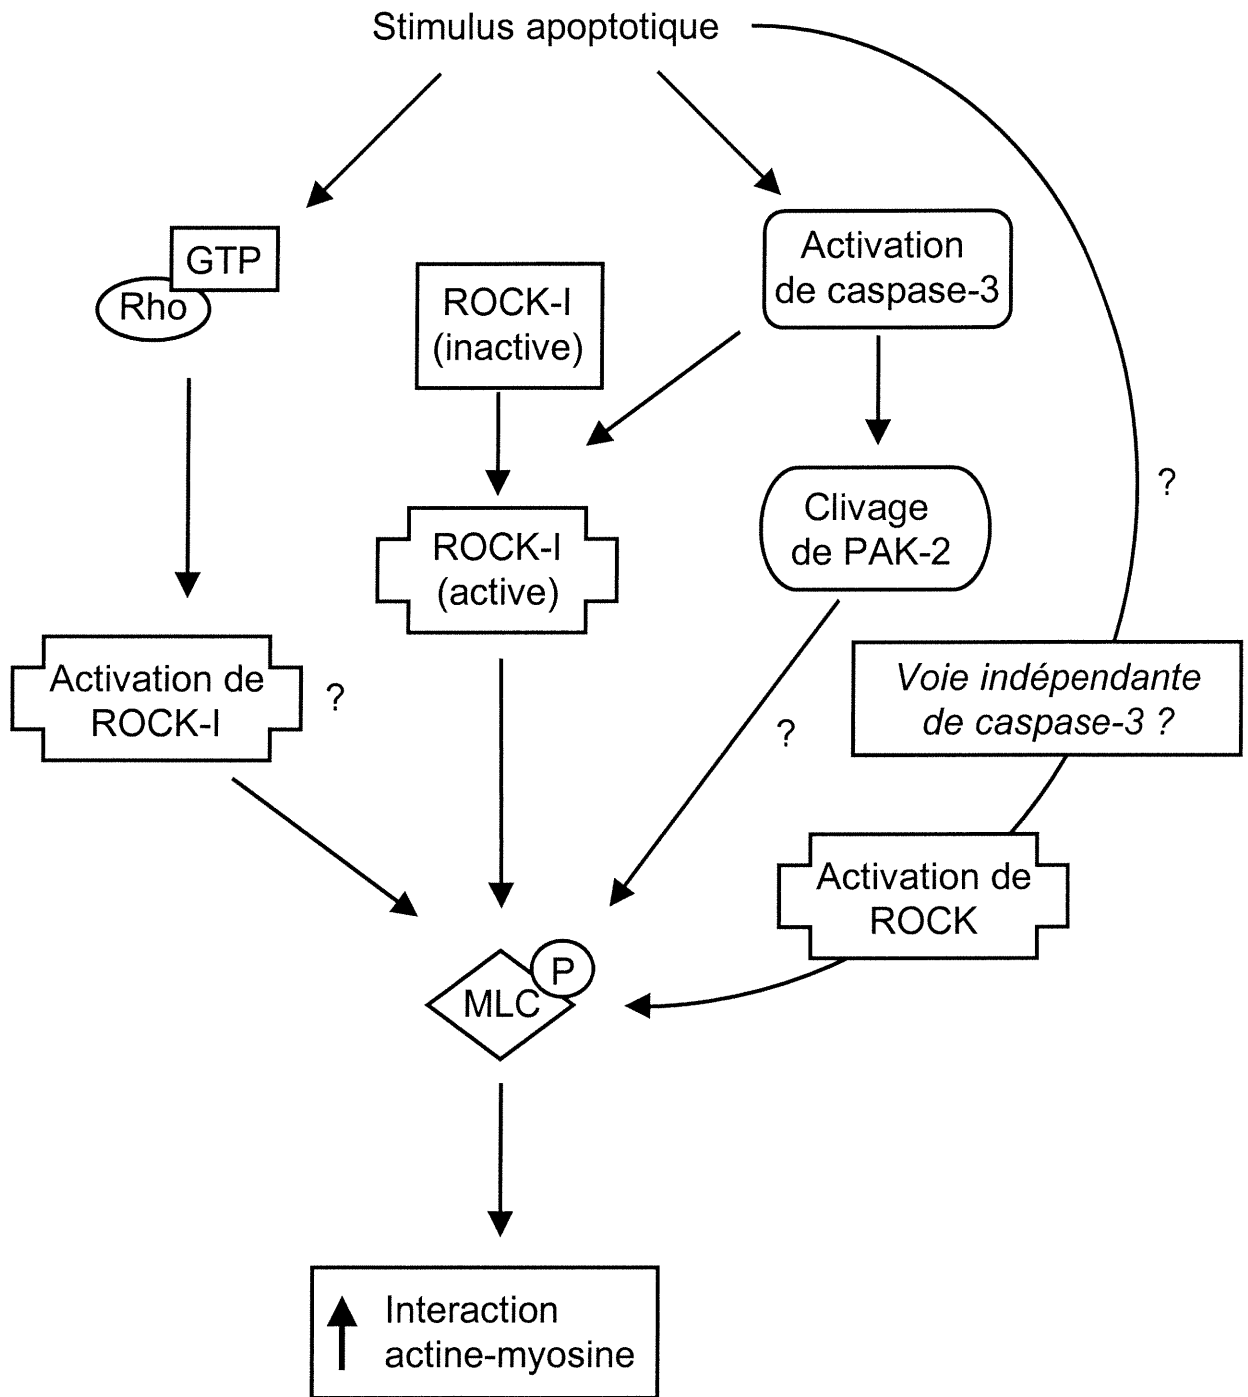 Stimulus apoptotique
GTP
Rho
ROCK-I
(inactive)
Activation
de caspase-3
ROCK-I
(active)
Clivage
de PAK-2
?
Activation de
ROCK-I
?
?
Voie indépendante
de caspase-3 ?
Activation de
ROCK
P
MLC
Interaction
actine-myosine